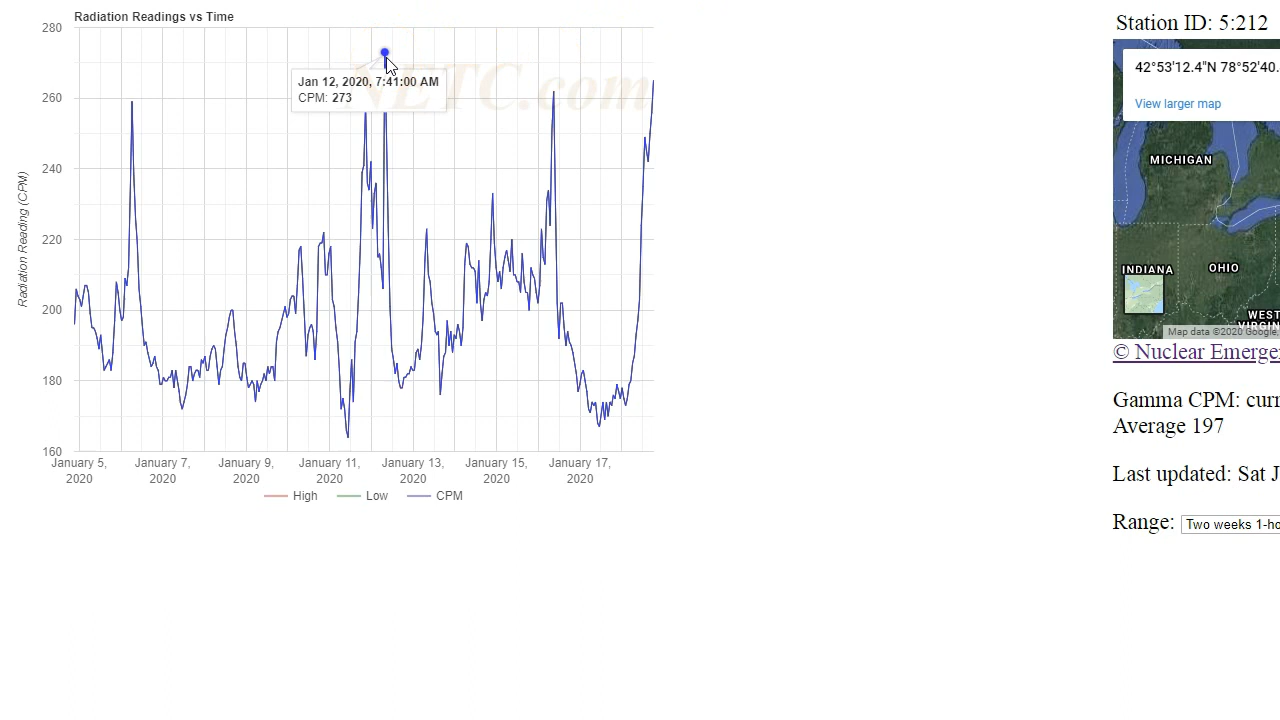 Radiation Readings vs Time
280
260
240
220
200
180
160
Radiation Reading (CPM)
NETC.com
Jan 12, 2020, 7:41:00 AM
CPM: 273
January 5, 2020
January 7, 2020
January 9, 2020
January 11, 2020
January 13, 2020
January 15, 2020
January 17, 2020
High Low CPM
Station ID: 5:212
42°53'12.4"N 78°52'40.
View larger map
MICHIGAN
INDIANA
OHIO
WEST
VIRGINIA
Map data ©2020 Google,
© Nuclear Emerge
Gamma CPM: curr
Average 197
Last updated: Sat J
Range: Two weeks 1-ho